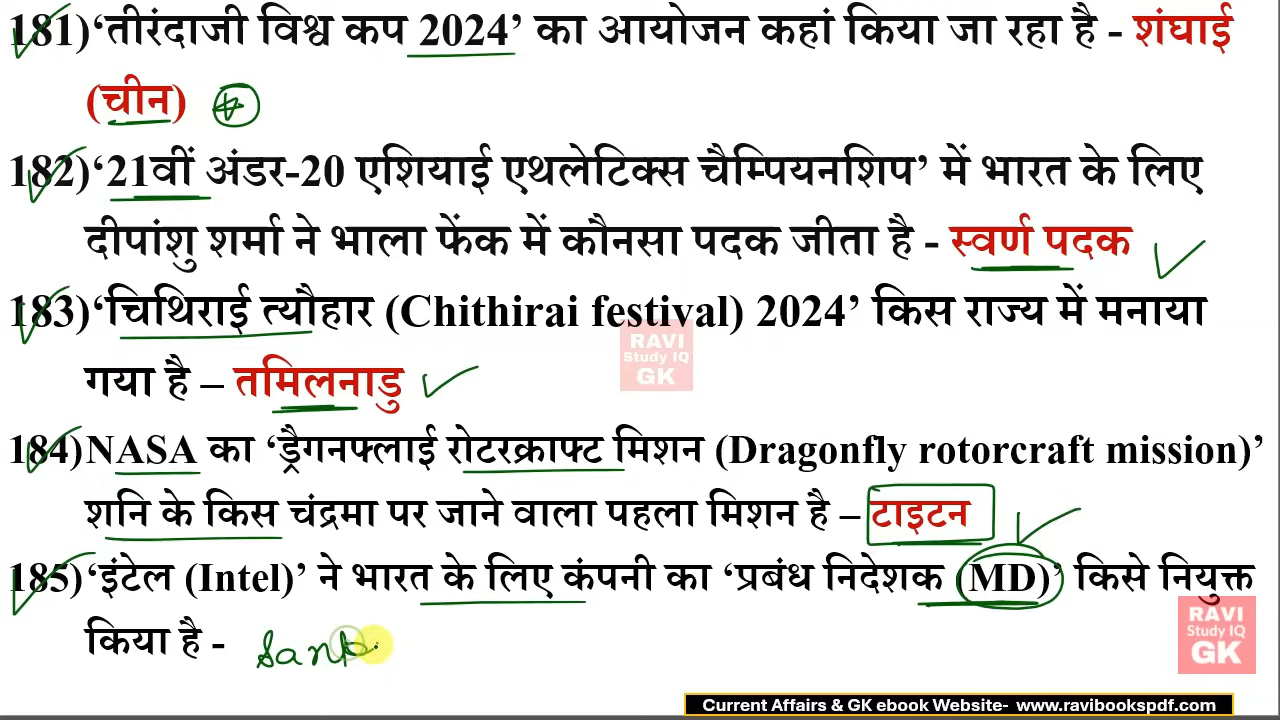 181)‘तीरंदाजी विश्व कप 2024’ का आयोजन कहां किया जा रहा है - शंघाई
(चीन)
182)‘21वीं अंडर-20 एशियाई एथलेटिक्स चैम्पियनशिप’ में भारत के लिए
दीपांशु शर्मा ने भाला फेंक में कौनसा पदक जीता है - स्वर्ण पदक
183)‘चिथिराई त्यौहार (Chithirai festival) 2024’ किस राज्य में मनाया
गया है – तमिलनाडु
RAVI
Study IQ
GK
184)NASA का ‘ड्रैगनफ्लाई रोटरक्राफ्ट मिशन (Dragonfly rotorcraft mission)’
शनि के किस चंद्रमा पर जाने वाला पहला मिशन है – टाइटन
185)‘इंटेल (Intel)’ ने भारत के लिए कंपनी का ‘प्रबंध निदेशक (MD)’ किसे नियुक्त
किया है -
RAVI
Study IQ
GK
Current Affairs & GK ebook Website- www.ravibookspdf.com